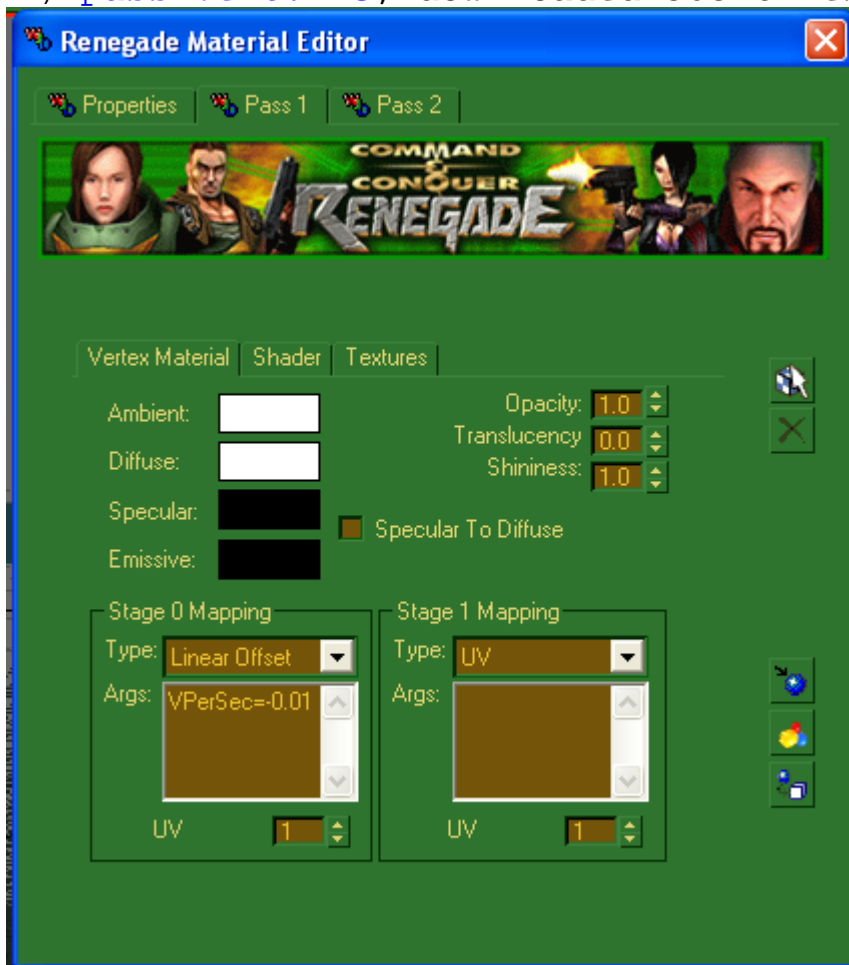 Renegade Material Editor
Properties
Pass 1
Pass 2
COMMAND
&
CONQUER
RENEGADE
Vertex Material
Shader
Textures
Ambient:
Opacity: 1.0
Translucency 0.0
Diffuse:
Shininess: 1.0
Specular:
Specular To Diffuse
Emissive:
Stage 0 Mapping
Type: Linear Offset
Args: VPerSec=-0.01
UV 1
Stage 1 Mapping
Type: UV
Args:
UV 1